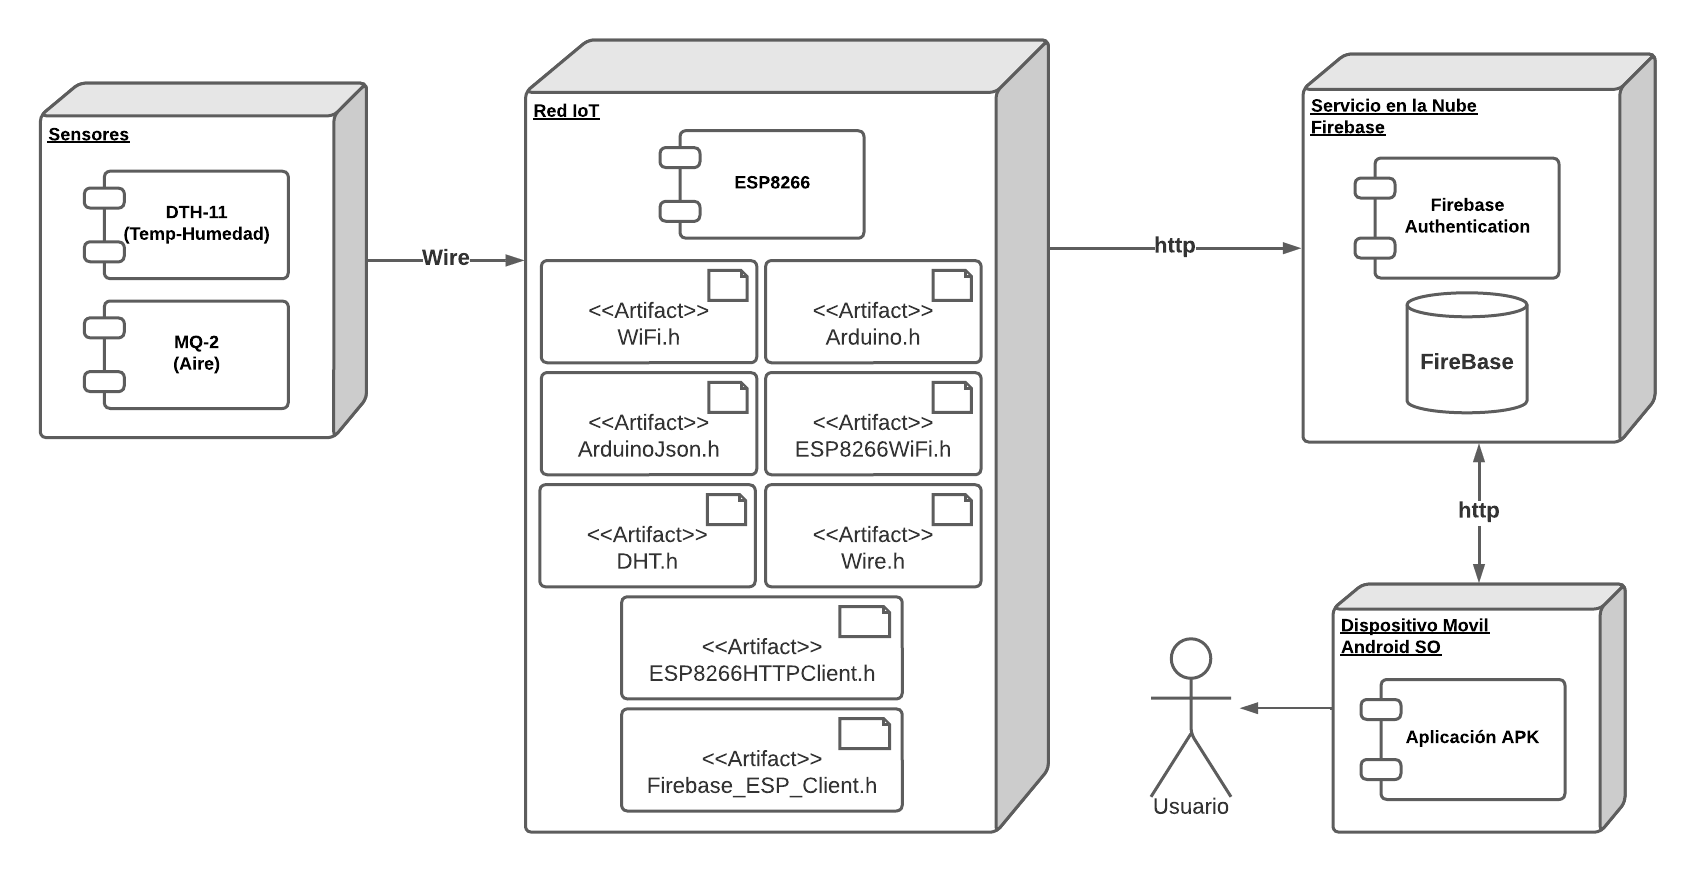 Sensores
DTH-11
(Temp-Humedad)
MQ-2
(Aire)
Wire
Red IoT
ESP8266
<<Artifact>>
WiFi.h
<<Artifact>>
Arduino.h
<<Artifact>>
ArduinoJson.h
<<Artifact>>
ESP8266WiFi.h
<<Artifact>>
DHT.h
<<Artifact>>
Wire.h
<<Artifact>>
ESP8266HTTPClient.h
<<Artifact>>
Firebase_ESP_Client.h
http
Servicio en la Nube
Firebase
Firebase
Authentication
FireBase
http
Dispositivo Movil
Android SO
Aplicación APK
Usuario